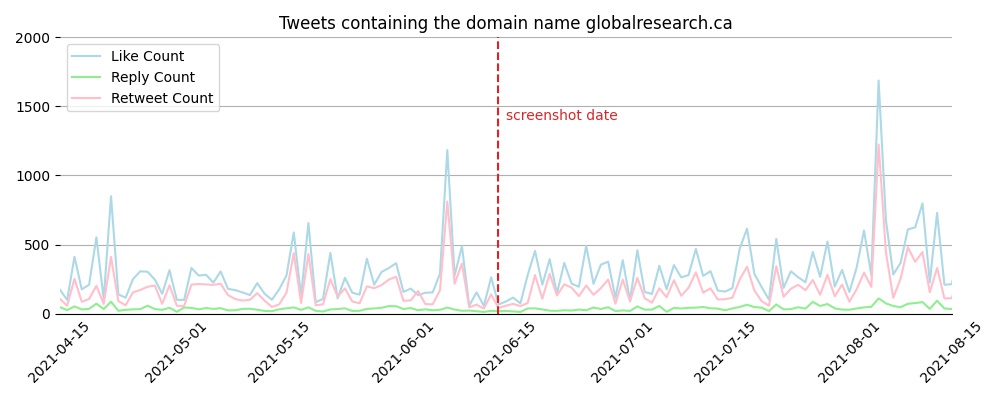 Tweets containing the domain name globalresearch.ca
2000
1500
1000
500
0
Like Count
Reply Count
Retweet Count
screenshot date
2021-04-15
2021-05-01
2021-05-15
2021-06-01
2021-06-15
2021-07-01
2021-07-15
2021-08-01
2021-08-15